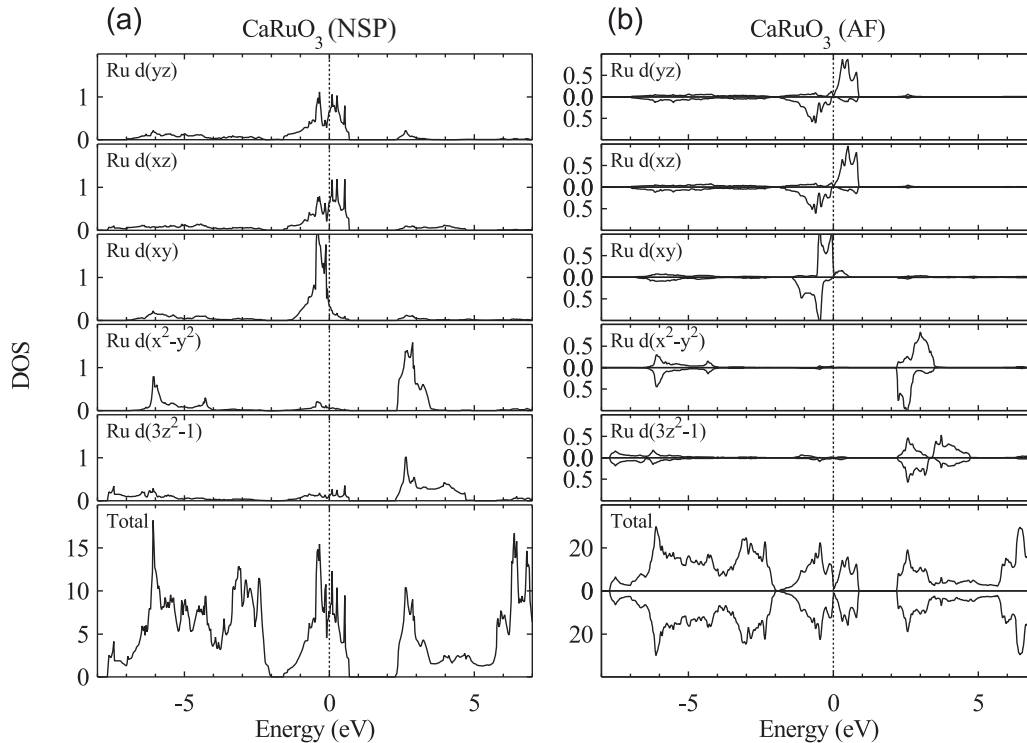 (a)
CaRuO3 (NSP)
DOS
Ru d(yz)
1
0
Ru d(xz)
1
0
Ru d(xy)
1
0
Ru d(x²-y²)
1
0
Ru d(3z²-1)
1
0
Total
15
10
5
0
-5 0 5
Energy (eV)
(b)
CaRuO3 (AF)
Ru d(yz)
0.5
0.0
0.5
Ru d(xz)
0.5
0.0
0.5
Ru d(xy)
0.5
0.0
0.5
Ru d(x²-y²)
0.5
0.0
0.5
Ru d(3z²-1)
0.5
0.0
0.5
Total
20
0
20
-5 0 5
Energy (eV)